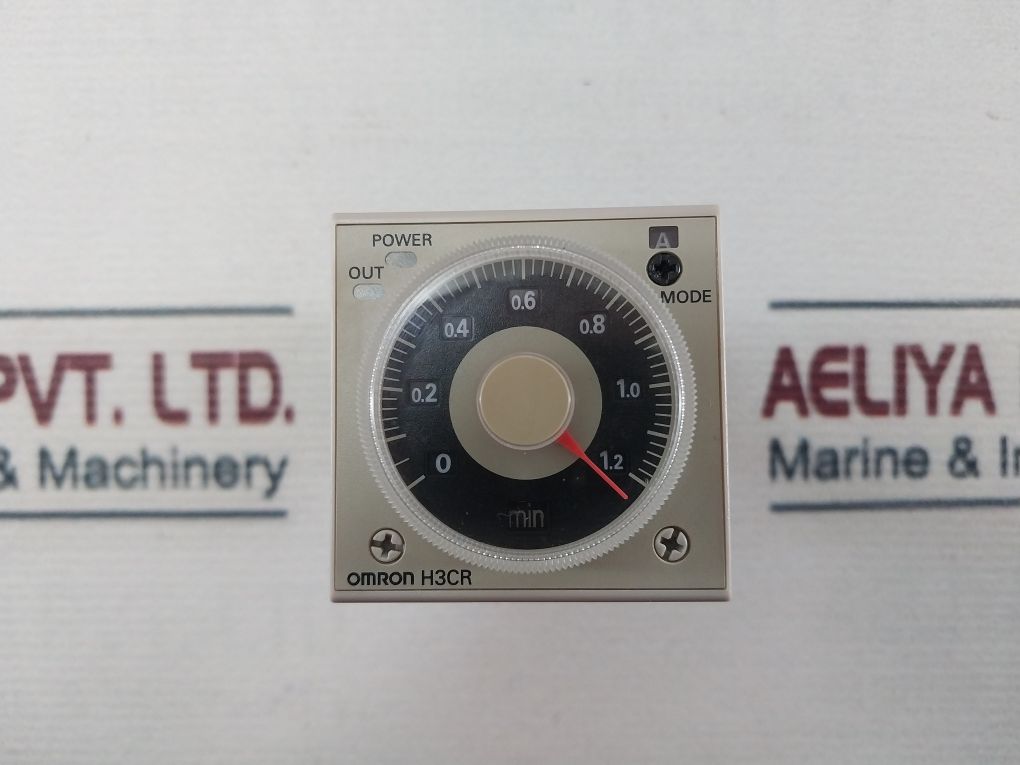 POWER
OUT
A
MODE
0
0.2
0.4
0.6
0.8
1.0
1.2
min
OMRON H3CR
PVT. LTD.
& Machinery
AELIYA
Marine & In